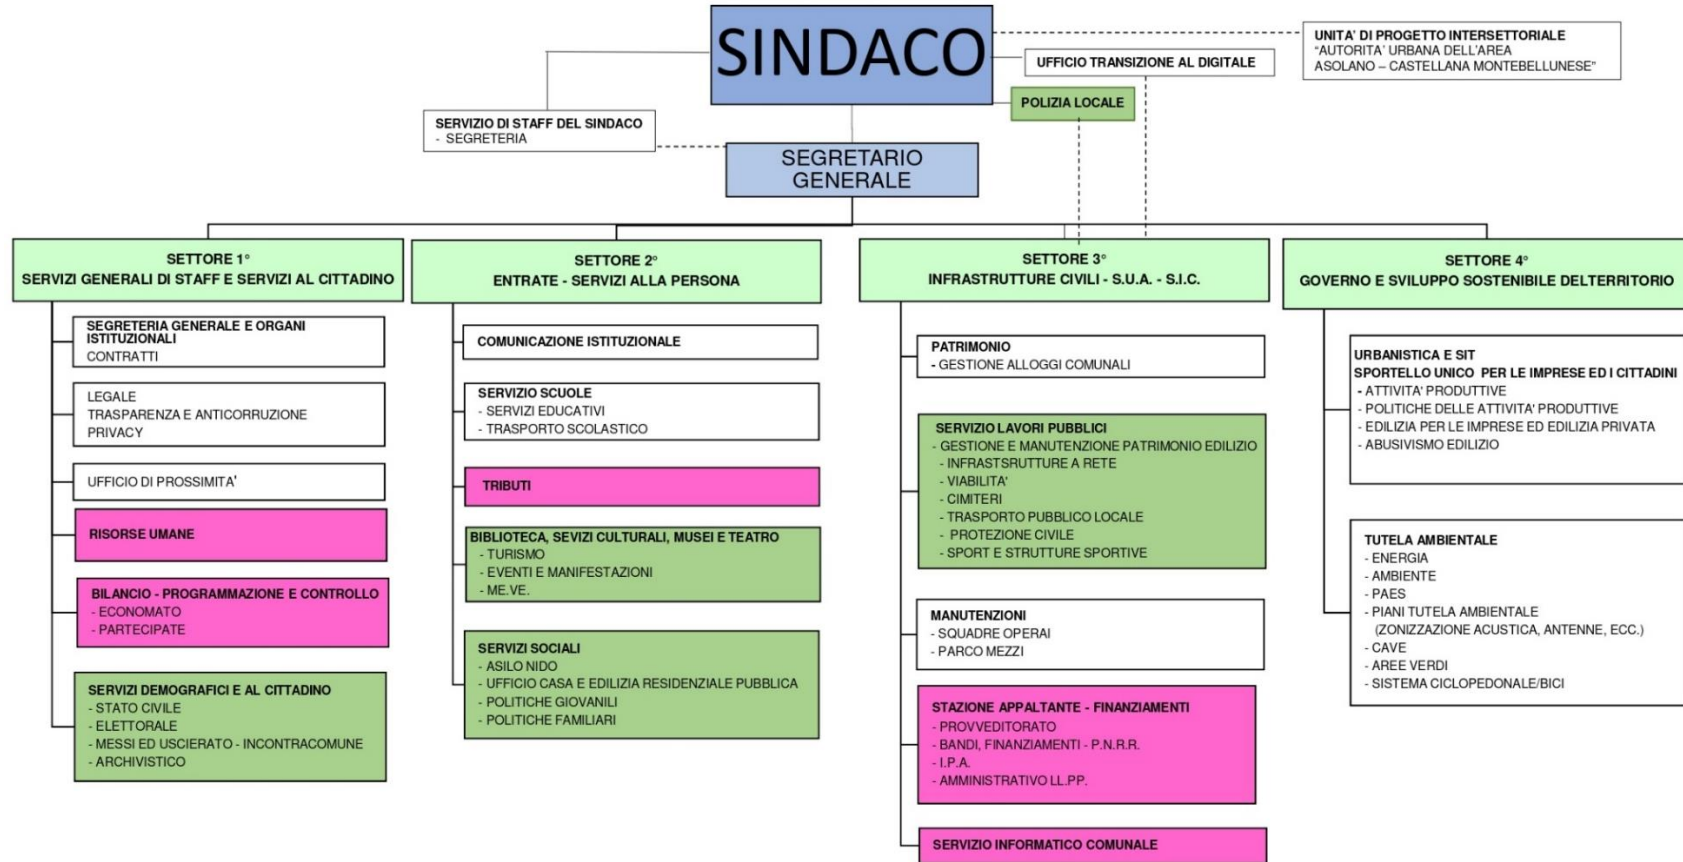 SINDACO
UNITA' DI PROGETTO INTERSETTORIALE
"AUTORITA' URBANA DELL'AREA
ASOLANO – CASTELLANA MONTEBELLUNESE"
UFFICIO TRANSIZIONE AL DIGITALE
POLIZIA LOCALE
SERVIZIO DI STAFF DEL SINDACO
- SEGRETERIA
SEGRETARIO
GENERALE
SETTORE 1°
SERVIZI GENERALI DI STAFF E SERVIZI AL CITTADINO
SEGRETERIA GENERALE E ORGANI
ISTITUZIONALI
CONTRATTI
LEGALE
TRASPARENZA E ANTICORRUZIONE
PRIVACY
UFFICIO DI PROSSIMITA'
RISORSE UMANE
BILANCIO - PROGRAMMAZIONE E CONTROLLO
- ECONOMATO
- PARTECIPATE
SERVIZI DEMOGRAFICI E AL CITTADINO
- STATO CIVILE
- ELETTORALE
- MESSI ED USCIERATO - INCONTRACOMUNE
- ARCHIVISTICO
SETTORE 2°
ENTRATE - SERVIZI ALLA PERSONA
COMUNICAZIONE ISTITUZIONALE
SERVIZIO SCUOLE
- SERVIZI EDUCATIVI
- TRASPORTO SCOLASTICO
TRIBUTI
BIBLIOTECA, SEVIZI CULTURALI, MUSEI E TEATRO
- TURISMO
- EVENTI E MANIFESTAZIONI
- ME.VE.
SERVIZI SOCIALI
- ASILO NIDO
- UFFICIO CASA E EDILIZIA RESIDENZIALE PUBBLICA
- POLITICHE GIOVANILI
- POLITICHE FAMILIARI
SETTORE 3°
INFRASTRUTTURE CIVILI - S.U.A. - S.I.C.
PATRIMONIO
- GESTIONE ALLOGGI COMUNALI
SERVIZIO LAVORI PUBBLICI
- GESTIONE E MANUTENZIONE PATRIMONIO EDILIZIO
- INFRASTSRUTTURE A RETE
- VIABILITA'
- CIMITERI
- TRASPORTO PUBBLICO LOCALE
- PROTEZIONE CIVILE
- SPORT E STRUTTURE SPORTIVE
MANUTENZIONI
- SQUADRE OPERAI
- PARCO MEZZI
STAZIONE APPALTANTE - FINANZIAMENTI
- PROVVEDITORATO
- BANDI, FINANZIAMENTI - P.N.R.R.
- I.P.A.
- AMMINISTRATIVO LL.PP.
SERVIZIO INFORMATICO COMUNALE
SETTORE 4°
GOVERNO E SVILUPPO SOSTENIBILE DELTERRITORIO
URBANISTICA E SIT
SPORTELLO UNICO PER LE IMPRESE ED I CITTADINI
- ATTIVITA' PRODUTTIVE
- POLITICHE DELLE ATTIVITA' PRODUTTIVE
- EDILIZIA PER LE IMPRESE ED EDILIZIA PRIVATA
- ABUSIVISMO EDILIZIO
TUTELA AMBIENTALE
- ENERGIA
- AMBIENTE
- PAES
- PIANI TUTELA AMBIENTALE
(ZONIZZAZIONE ACUSTICA, ANTENNE, ECC.)
- CAVE
- AREE VERDI
- SISTEMA CICLOPEDONALE/BICI